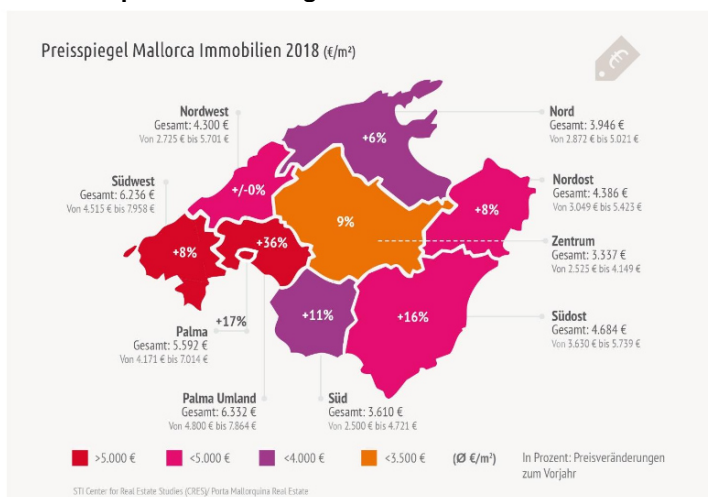 Preisspiegel Mallorca Immobilien 2018 (€/m²)
€
Nordwest
Gesamt: 4.300 €
Von 2.725 € bis 5.701 €
Nord
Gesamt: 3.946 €
Von 2.872 € bis 5.021 €
+6%
Südwest
Gesamt: 6.236 €
Von 4.515 € bis 7.958 €
+/-0%
Nordost
Gesamt: 4.386 €
Von 3.049 € bis 5.423 €
+8%
9%
+36%
+8%
Zentrum
Gesamt: 3.337 €
Von 2.525 € bis 4.149 €
+17%
+11%
+16%
Palma
Gesamt: 5.592 €
Von 4.171 € bis 7.014 €
Südost
Gesamt: 4.684 €
Von 3.630 € bis 5.739 €
Palma Umland
Gesamt: 6.332 €
Von 4.800 € bis 7.864 €
Süd
Gesamt: 3.610 €
Von 2.500 € bis 4.721 €
>5.000 €
<5.000 €
<4.000 €
<3.500 €
(Ø €/m²)
In Prozent: Preisveränderungen
zum Vorjahr
STI Center for Real Estate Studies (CRES)/ Porta Mallorquina Real Estate